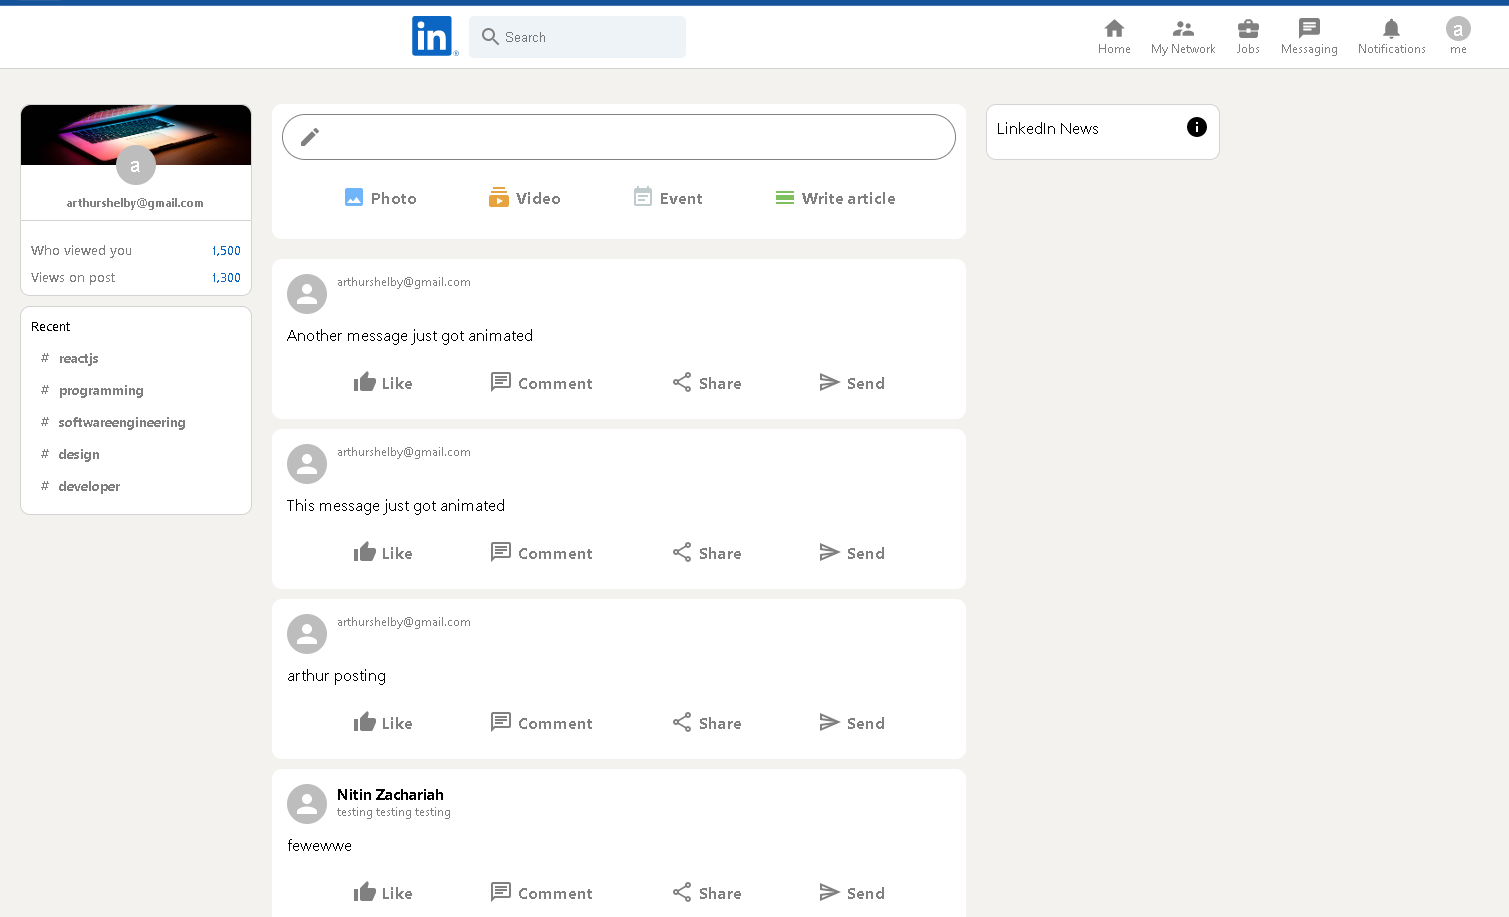 in
Search
Home
My Network
Jobs
Messaging
Notifications
a
me
a
arthurshelby@gmail.com
Who viewed you 1,500
Views on post 1,300
Recent
# reactjs
# programming
# softwareengineering
# design
# developer
Photo Video Event Write article
arthurshelby@gmail.com
Another message just got animated
Like Comment Share Send
arthurshelby@gmail.com
This message just got animated
Like Comment Share Send
arthurshelby@gmail.com
arthur posting
Like Comment Share Send
Nitin Zachariah
testing testing testing
fewewwe
Like Comment Share Send
LinkedIn News